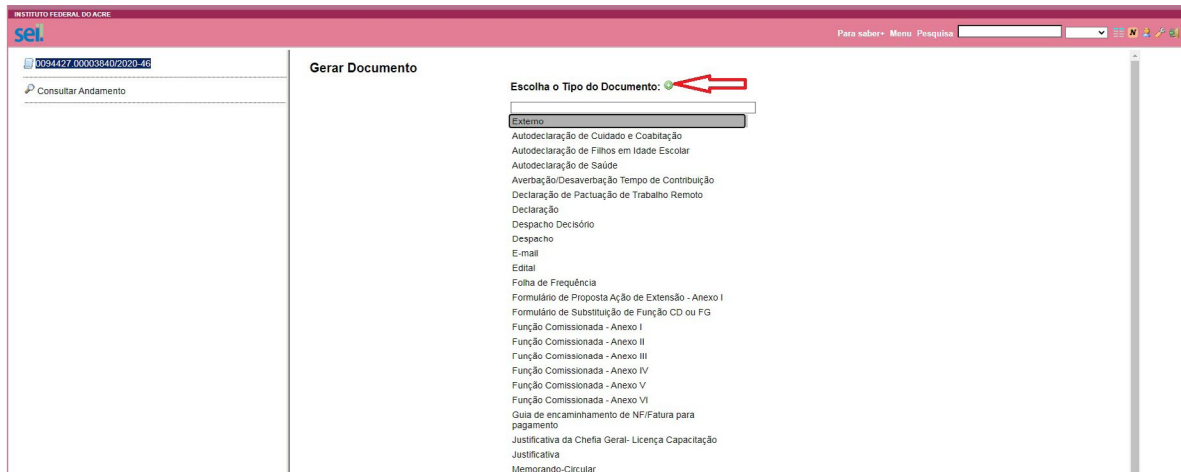 INSTITUTO FEDERAL DO ACRE
sei.
Para saber+ Menu Pesquisa
0094427.00003840/2020-46
Consultar Andamento
Gerar Documento
Escolha o Tipo do Documento:
Externo
Autodeclaração de Cuidado e Coabitação
Autodeclaração de Filhos em Idade Escolar
Autodeclaração de Saúde
Averbação/Desaverbação Tempo de Contribuição
Declaração de Pactuação de Trabalho Remoto
Declaração
Despacho Decisório
Despacho
E-mail
Edital
Folha de Frequência
Formulário de Proposta Ação de Extensão - Anexo I
Formulário de Substituição de Função CD ou FG
Função Comissionada - Anexo I
Função Comissionada - Anexo II
Função Comissionada - Anexo III
Função Comissionada - Anexo IV
Função Comissionada - Anexo V
Função Comissionada - Anexo VI
Guia de encaminhamento de NF/Fatura para
pagamento
Justificativa da Chefia Geral- Licença Capacitação
Justificativa
Memorando-Circular